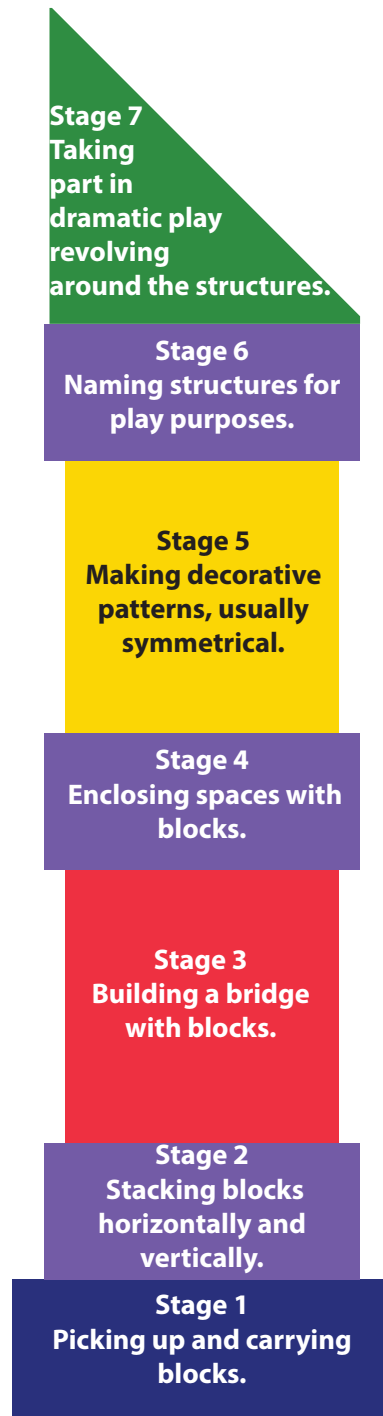 Stage 7
Taking
part in
dramatic play
revolving
around the structures.
Stage 6
Naming structures for
play purposes.
Stage 5
Making decorative
patterns, usually
symmetrical.
Stage 4
Enclosing spaces with
blocks.
Stage 3
Building a bridge
with blocks.
Stage 2
Stacking blocks
horizontally and
vertically.
Stage 1
Picking up and carrying
blocks.